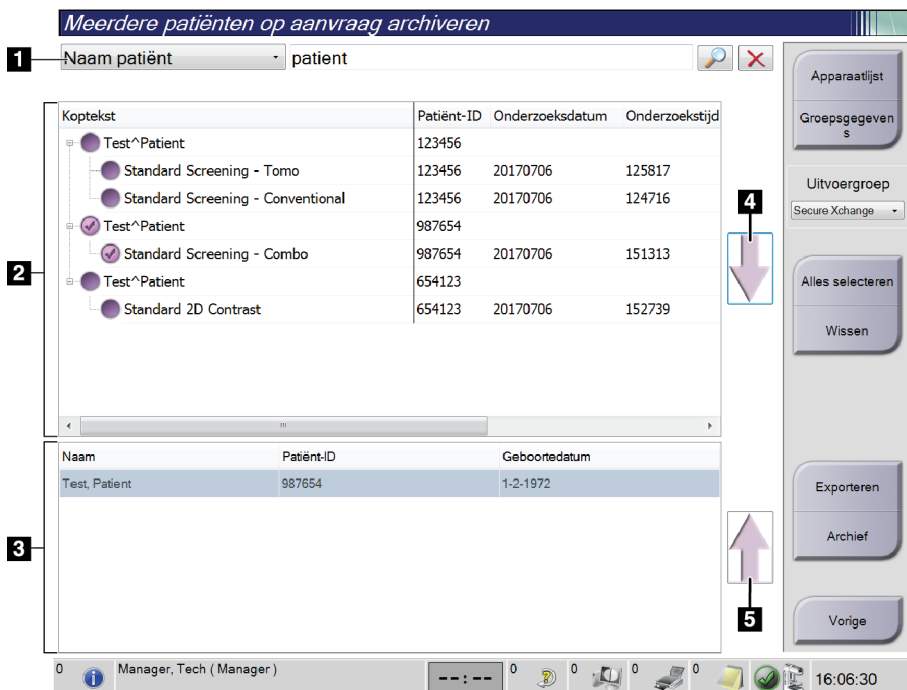 Meerdere patiënten op aanvraag archiveren
1
Naam patiënt
patient
Koptekst Patiënt-ID Onderzoeksdatum Onderzoekstijd
Test^Patient 123456
Standard Screening - Tomo 123456 20170706 125817
Standard Screening - Conventional 123456 20170706 124716
Test^Patient 987654
Standard Screening - Combo 987654 20170706 151313
Test^Patient 654123
Standard 2D Contrast 654123 20170706 152739
2
4
Naam Patiënt-ID Geboortedatum
Test, Patient 987654 1-2-1972
3
5
Apparaatlijst
Groepsgegeven
s
Uitvoergroep
Secure Xchange
Alles selecteren
Wissen
Exporteren
Archief
Vorige
0 Manager, Tech ( Manager ) --:-- 0 0 0 0 16:06:30